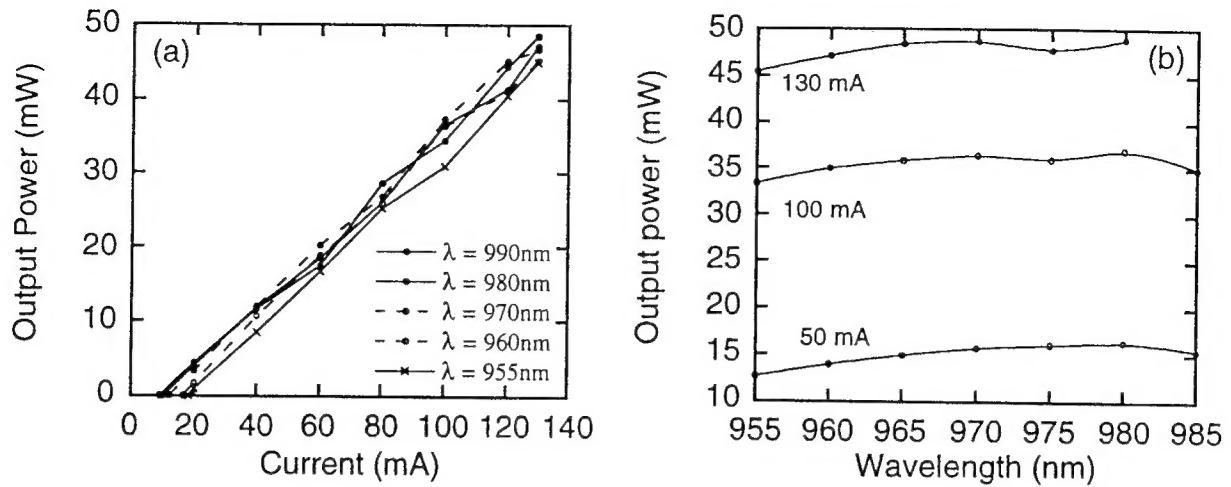 (a)
Output Power (mW)
50
40
30
20
10
0
λ = 990nm
λ = 980nm
λ = 970nm
λ = 960nm
λ = 955nm
0 20 40 60 80 100 120 140
Current (mA)
(b)
Output power (mW)
50
45
40
35
30
25
20
15
10
130 mA
100 mA
50 mA
955 960 965 970 975 980 985
Wavelength (nm)